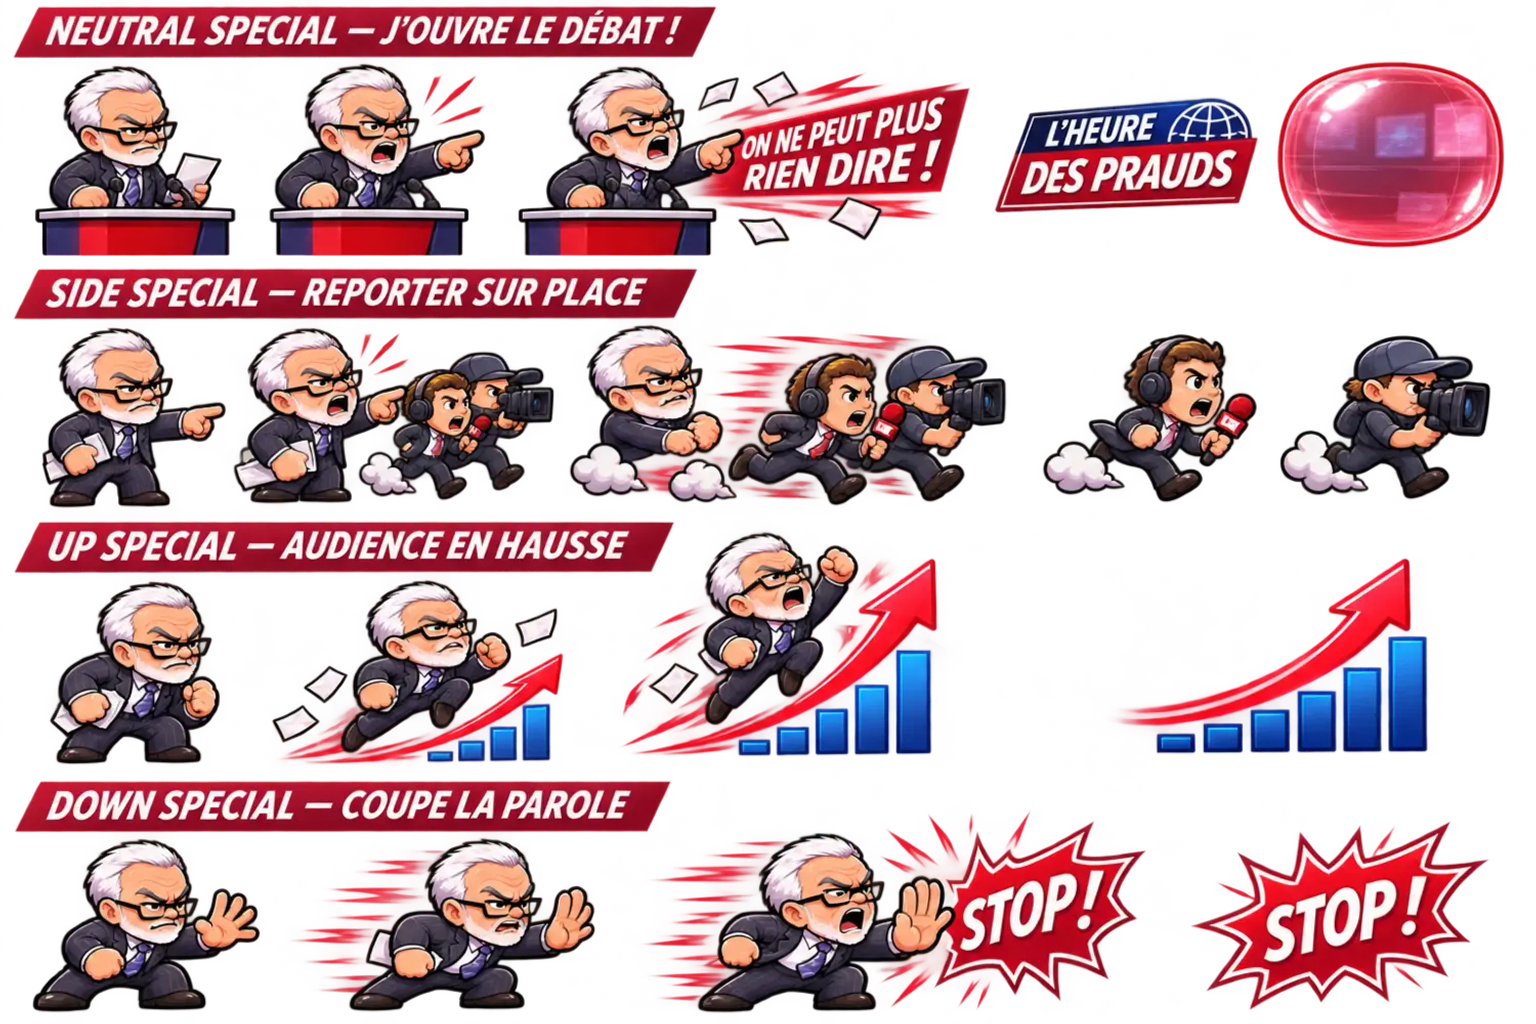 NEUTRAL SPECIAL — J'OUVRE LE DÉBAT !
ON NE PEUT PLUS
RIEN DIRE !
L'HEURE
DES PRAUDS
SIDE SPECIAL — REPORTER SUR PLACE
UP SPECIAL — AUDIENCE EN HAUSSE
DOWN SPECIAL — COUPE LA PAROLE
STOP !
STOP !